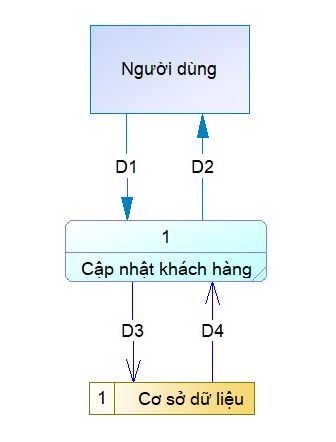 Người dùng
D1
D2
1
Cập nhật khách hàng
D3
D4
1
Cơ sở dữ liệu